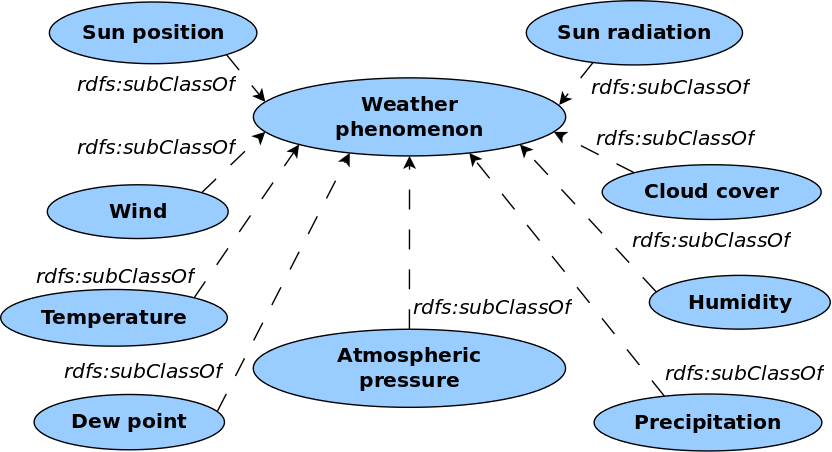 Sun position
Sun radiation
rdfs:subClassOf
rdfs:subClassOf
Weather
phenomenon
rdfs:subClassOf
rdfs:subClassOf
Wind
Cloud cover
rdfs:subClassOf
rdfs:subClassOf
Temperature
Humidity
rdfs:subClassOf
Atmospheric
pressure
rdfs:subClassOf
rdfs:subClassOf
Dew point
Precipitation